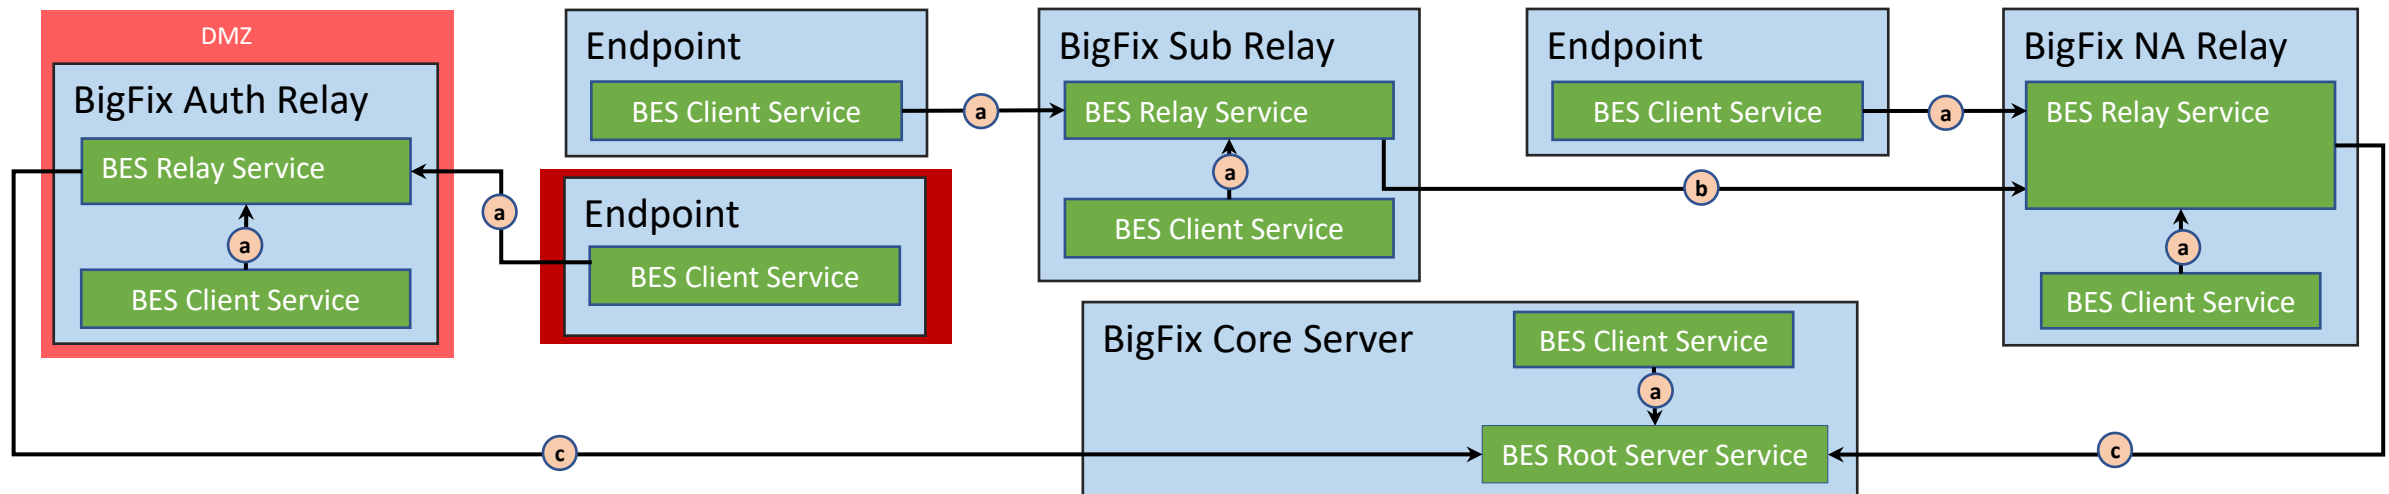 DMZ
BigFix Auth Relay
BES Relay Service
a
BES Client Service
a
Endpoint
BES Client Service
a
Endpoint
BES Client Service
BigFix Sub Relay
BES Relay Service
a
BES Client Service
b
Endpoint
BES Client Service
a
BigFix NA Relay
BES Relay Service
a
BES Client Service
BigFix Core Server
BES Client Service
a
BES Root Server Service
c
c